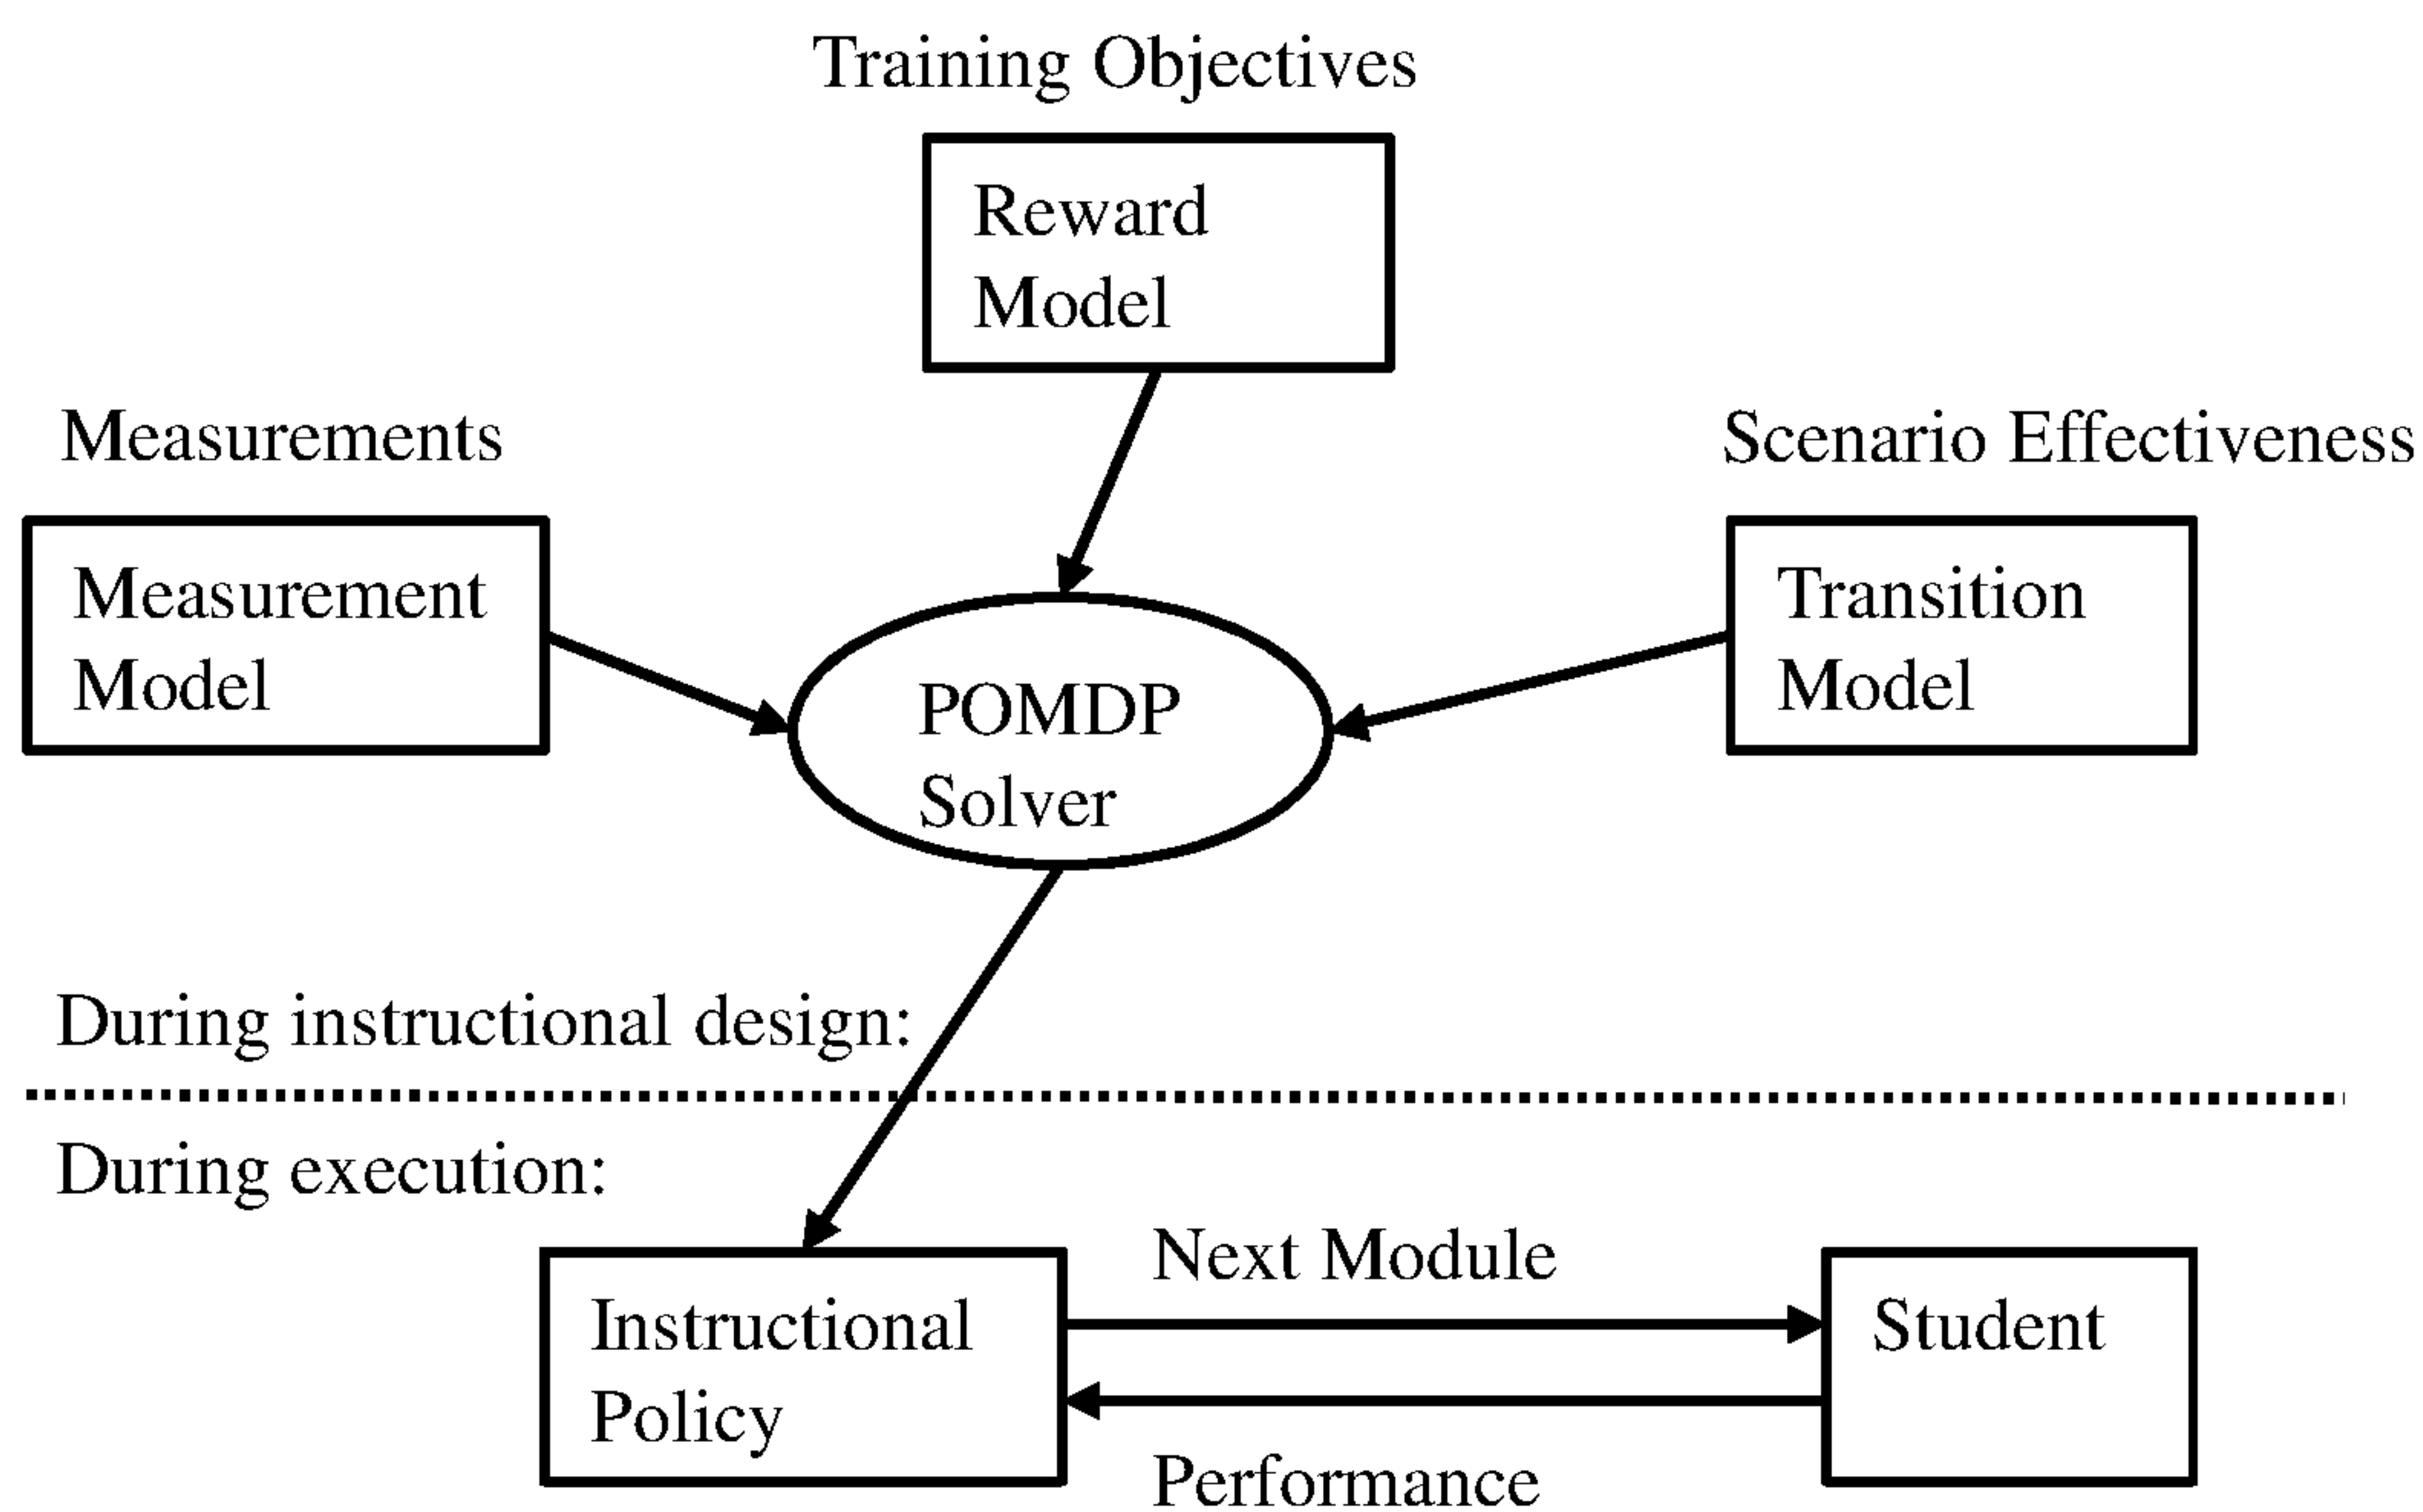 Training Objectives
Reward
Model
Measurements
Scenario Effectiveness
Measurement
Model
Transition
Model
POMDP
Solver
During instructional design:
During execution:
Next Module
Instructional
Policy
Student
Performance